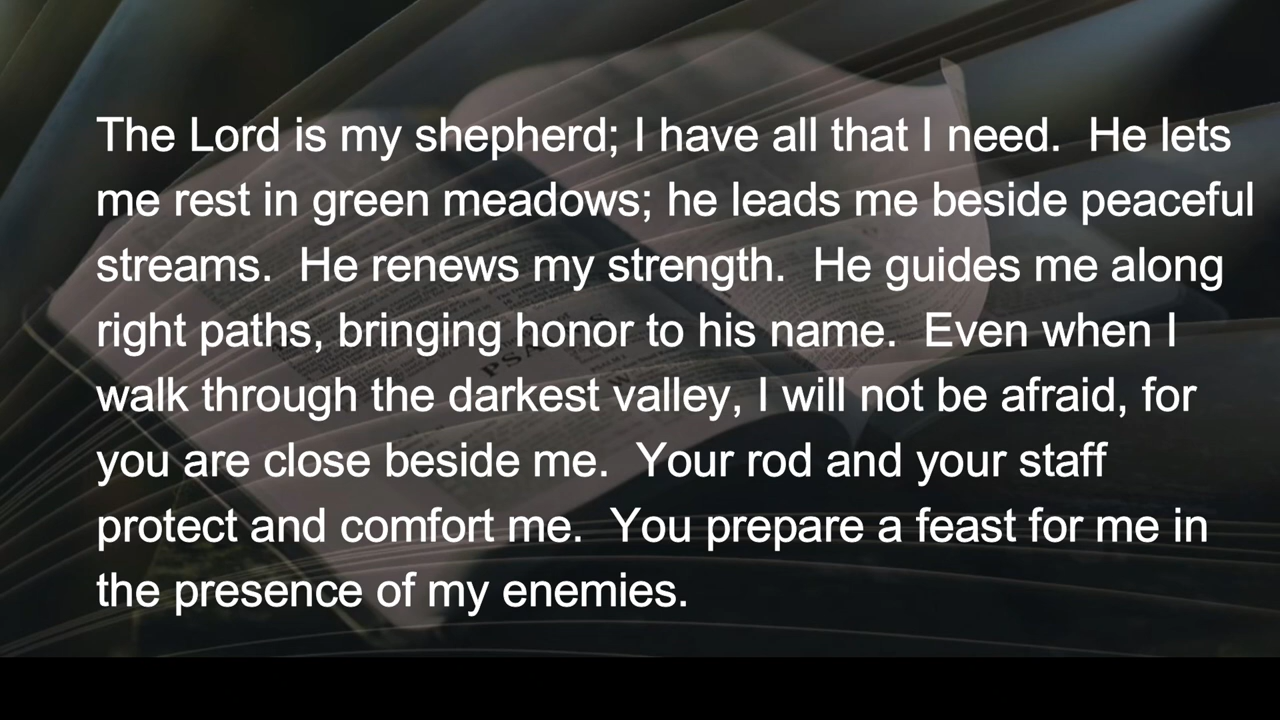 The Lord is my shepherd; I have all that I need.  He lets
me rest in green meadows; he leads me beside peaceful
streams.  He renews my strength.  He guides me along
right paths, bringing honor to his name.  Even when I
walk through the darkest valley, I will not be afraid, for
you are close beside me.  Your rod and your staff
protect and comfort me.  You prepare a feast for me in
the presence of my enemies.